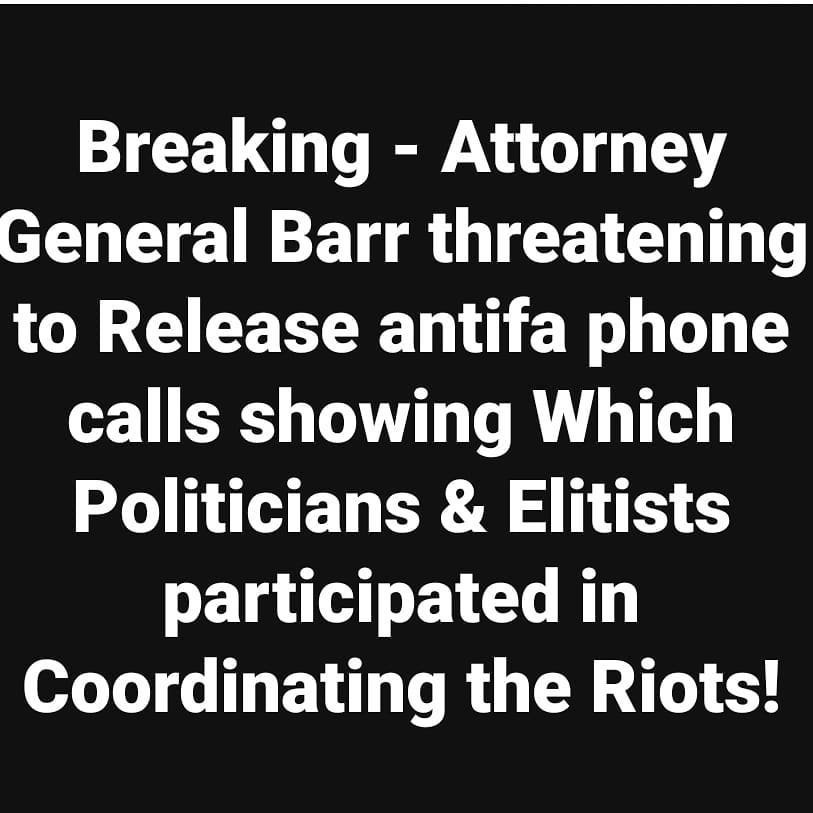 Breaking - Attorney
General Barr threatening
to Release antifa phone
calls showing Which
Politicians & Elitists
participated in
Coordinating the Riots!